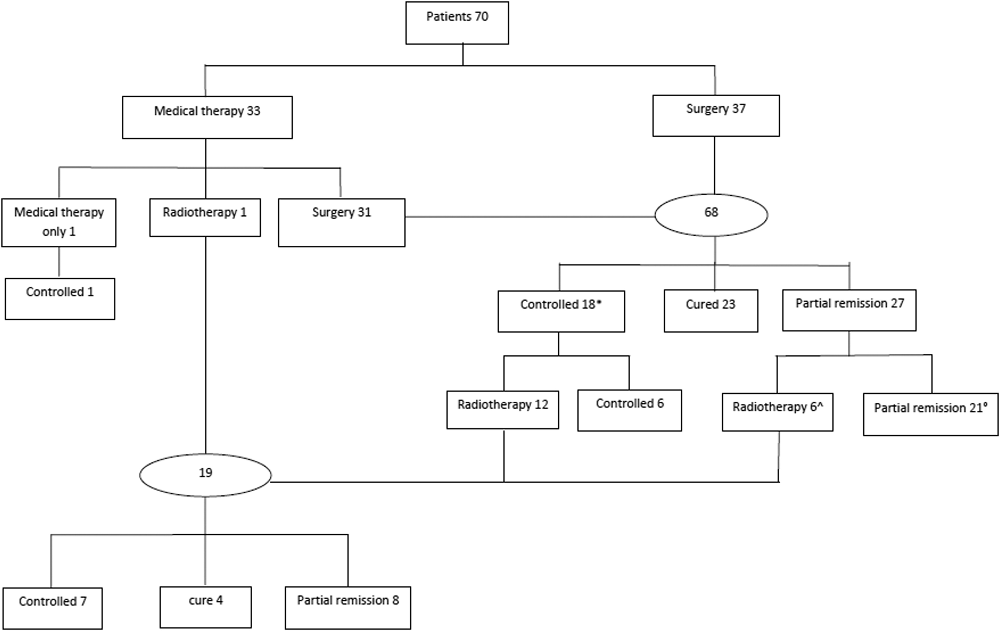 Patients 70
Medical therapy 33
Surgery 37
Medical therapy
only 1
Radiotherapy 1
Surgery 31
68
Controlled 1
Controlled 18*
Cured 23
Partial remission 27
Radiotherapy 12
Controlled 6
Radiotherapy 6^
Partial remission 21⁰
19
Controlled 7
cure 4
Partial remission 8